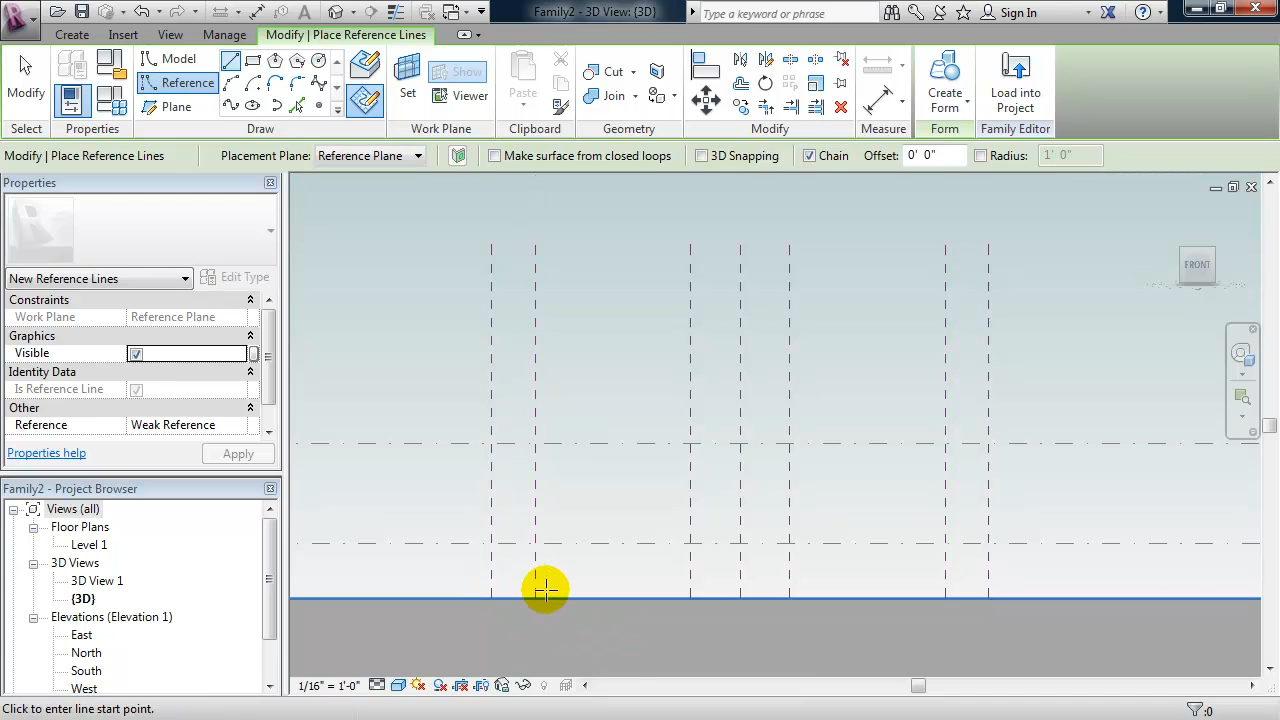 Family2 - 3D View: {3D}
Type a keyword or phrase
Sign In
Create
Insert
View
Manage
Modify | Place Reference Lines
Modify
Model
Reference
Plane
Set
Show
Viewer
Paste
Cut
Join
Create
Form
Load into
Project
Select
Properties
Draw
Work Plane
Clipboard
Geometry
Modify
Measure
Form
Family Editor
Modify | Place Reference Lines
Placement Plane:
Reference Plane
Make surface from closed loops
3D Snapping
Chain
Offset:
0' 0"
Radius:
1' 0"
Properties
New Reference Lines
Edit Type
Constraints
Work Plane
Reference Plane
Graphics
Visible
Identity Data
Is Reference Line
Other
Reference
Weak Reference
Properties help
Apply
FRONT
Family2 - Project Browser
Views (all)
Floor Plans
Level 1
3D Views
3D View 1
{3D}
Elevations (Elevation 1)
East
North
South
West
1/16" = 1'-0"
Click to enter line start point.
:0